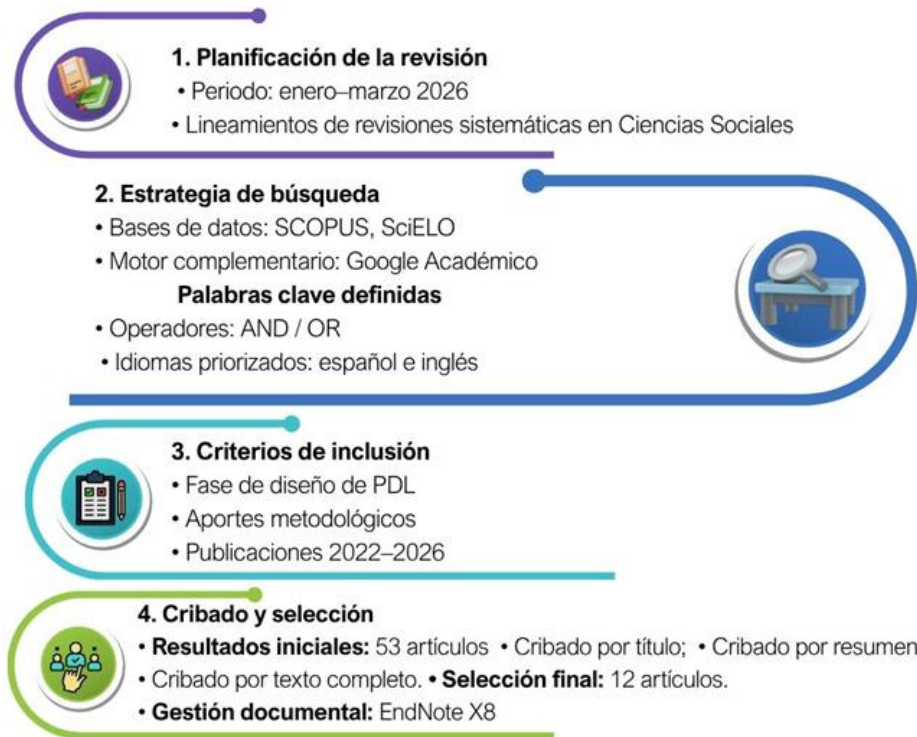 1. Planificación de la revisión
• Periodo: enero–marzo 2026
• Lineamientos de revisiones sistemáticas en Ciencias Sociales
2. Estrategia de búsqueda
• Bases de datos: SCOPUS, SciELO
• Motor complementario: Google Académico
Palabras clave definidas
• Operadores: AND / OR
• Idiomas priorizados: español e inglés
3. Criterios de inclusión
• Fase de diseño de PDL
• Aportes metodológicos
• Publicaciones 2022–2026
4. Cribado y selección
• Resultados iniciales: 53 artículos • Cribado por título; • Cribado por resumen
• Cribado por texto completo. • Selección final: 12 artículos.
• Gestión documental: EndNote X8